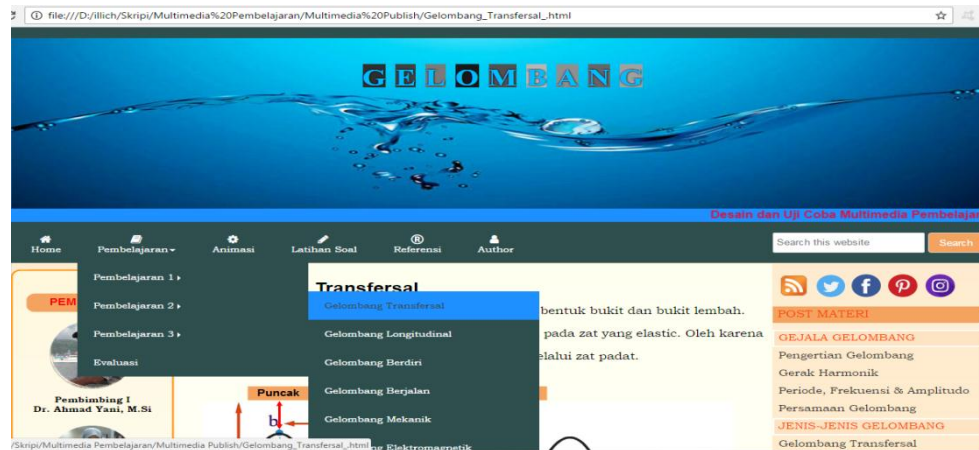 file:///D:/illich/Skripi/Multimedia%20Pembelajaran/Multimedia%20Publish/Gelombang_Transfersal_.html
GELOMBANG
Desain dan Uji Coba Multimedia Pembelaja
Home Pembelajaran Animasi Latihan Soal Referensi Author
Search this website Search
Pembelajaran 1
Pembelajaran 2
Pembelajaran 3
Evaluasi
Gelombang Transfersal
Gelombang Longitudinal
Gelombang Berdiri
Gelombang Berjalan
Gelombang Mekanik
ng Elektromagnetik
PEM
Pembimbing I
Dr. Ahmad Yani, M.Si
Transfersal
bentuk bukit dan bukit lembah.
pada zat yang elastic. Oleh karena
elalui zat padat.
Puncak
b
POST MATERI
GEJALA GELOMBANG
Pengertian Gelombang
Gerak Harmonik
Periode, Frekuensi & Amplitudo
Persamaan Gelombang
JENIS-JENIS GELOMBANG
Gelombang Transfersal
/Skripi/Multimedia Pembelajaran/Multimedia Publish/Gelombang_Transfersal_.html